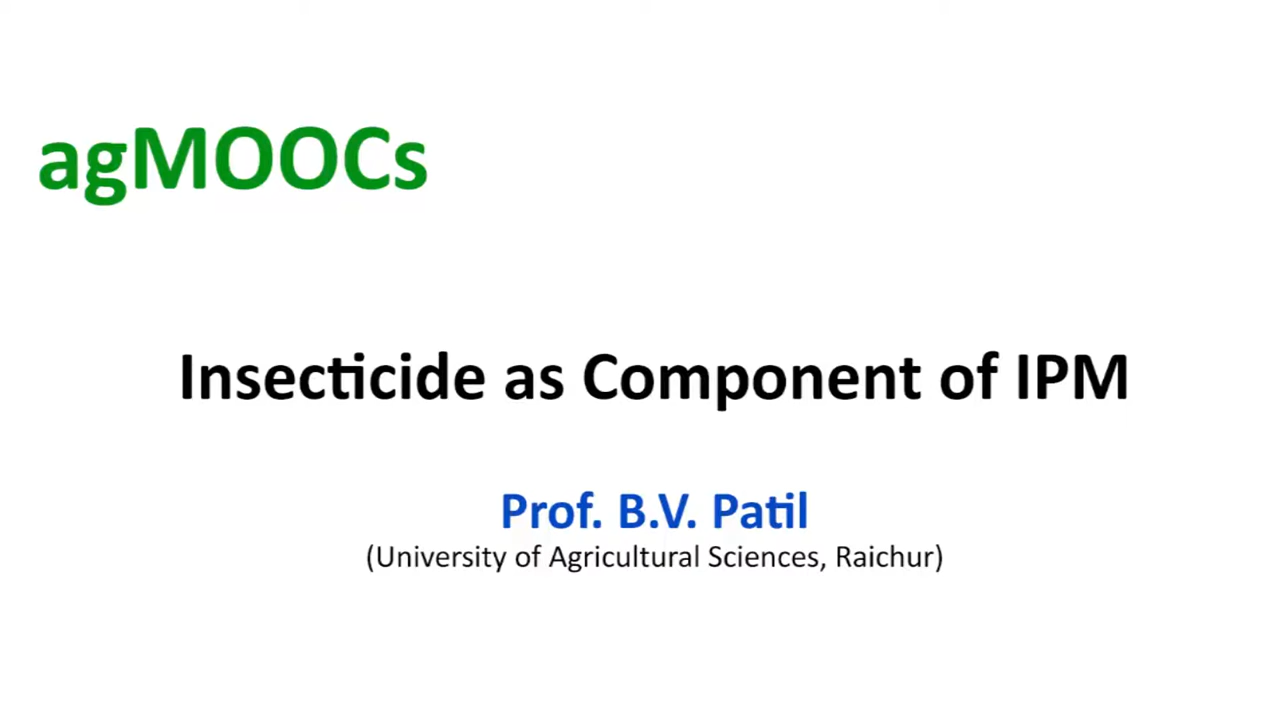 agMOOCs
Insecticide as Component of IPM
Prof. B.V. Patil
(University of Agricultural Sciences, Raichur)